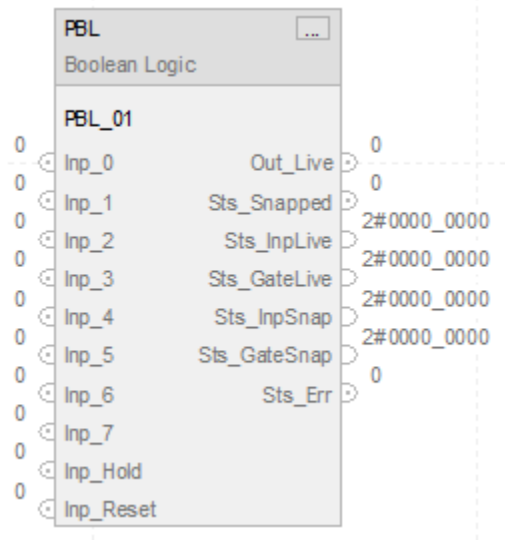 PBL ...
Boolean Logic
PBL_01
0 Inp_0 Out_Live 0
0 Inp_1 Sts_Snapped 0
0 Inp_2 Sts_InpLive 2#0000_0000
0 Inp_3 Sts_GateLive 2#0000_0000
0 Inp_4 Sts_InpSnap 2#0000_0000
0 Inp_5 Sts_GateSnap 2#0000_0000
0 Inp_6 Sts_Err 0
0 Inp_7
0 Inp_Hold
0 Inp_Reset